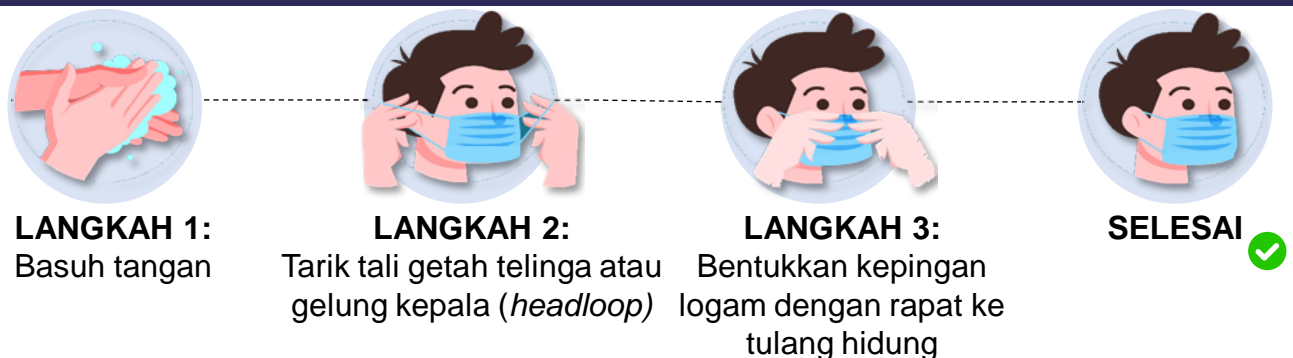 LANGKAH 1:
Basuh tangan
LANGKAH 2:
Tarik tali getah telinga atau
gelung kepala (headloop)
LANGKAH 3:
Bentukkan kepingan
logam dengan rapat ke
tulang hidung
SELESAI